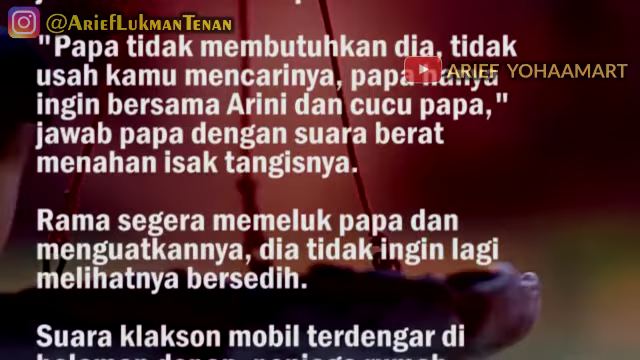 @AriefLukmanTenan
"Papa tidak membutuhkan dia, tidak
usah kamu mencarinya, papa hanya
ARIEF YOHAAMART
ingin bersama Arini dan cucu papa,"
jawab papa dengan suara berat
menahan isak tangisnya.
Rama segera memeluk papa dan
menguatkannya, dia tidak ingin lagi
melihatnya bersedih.
Suara klakson mobil terdengar di